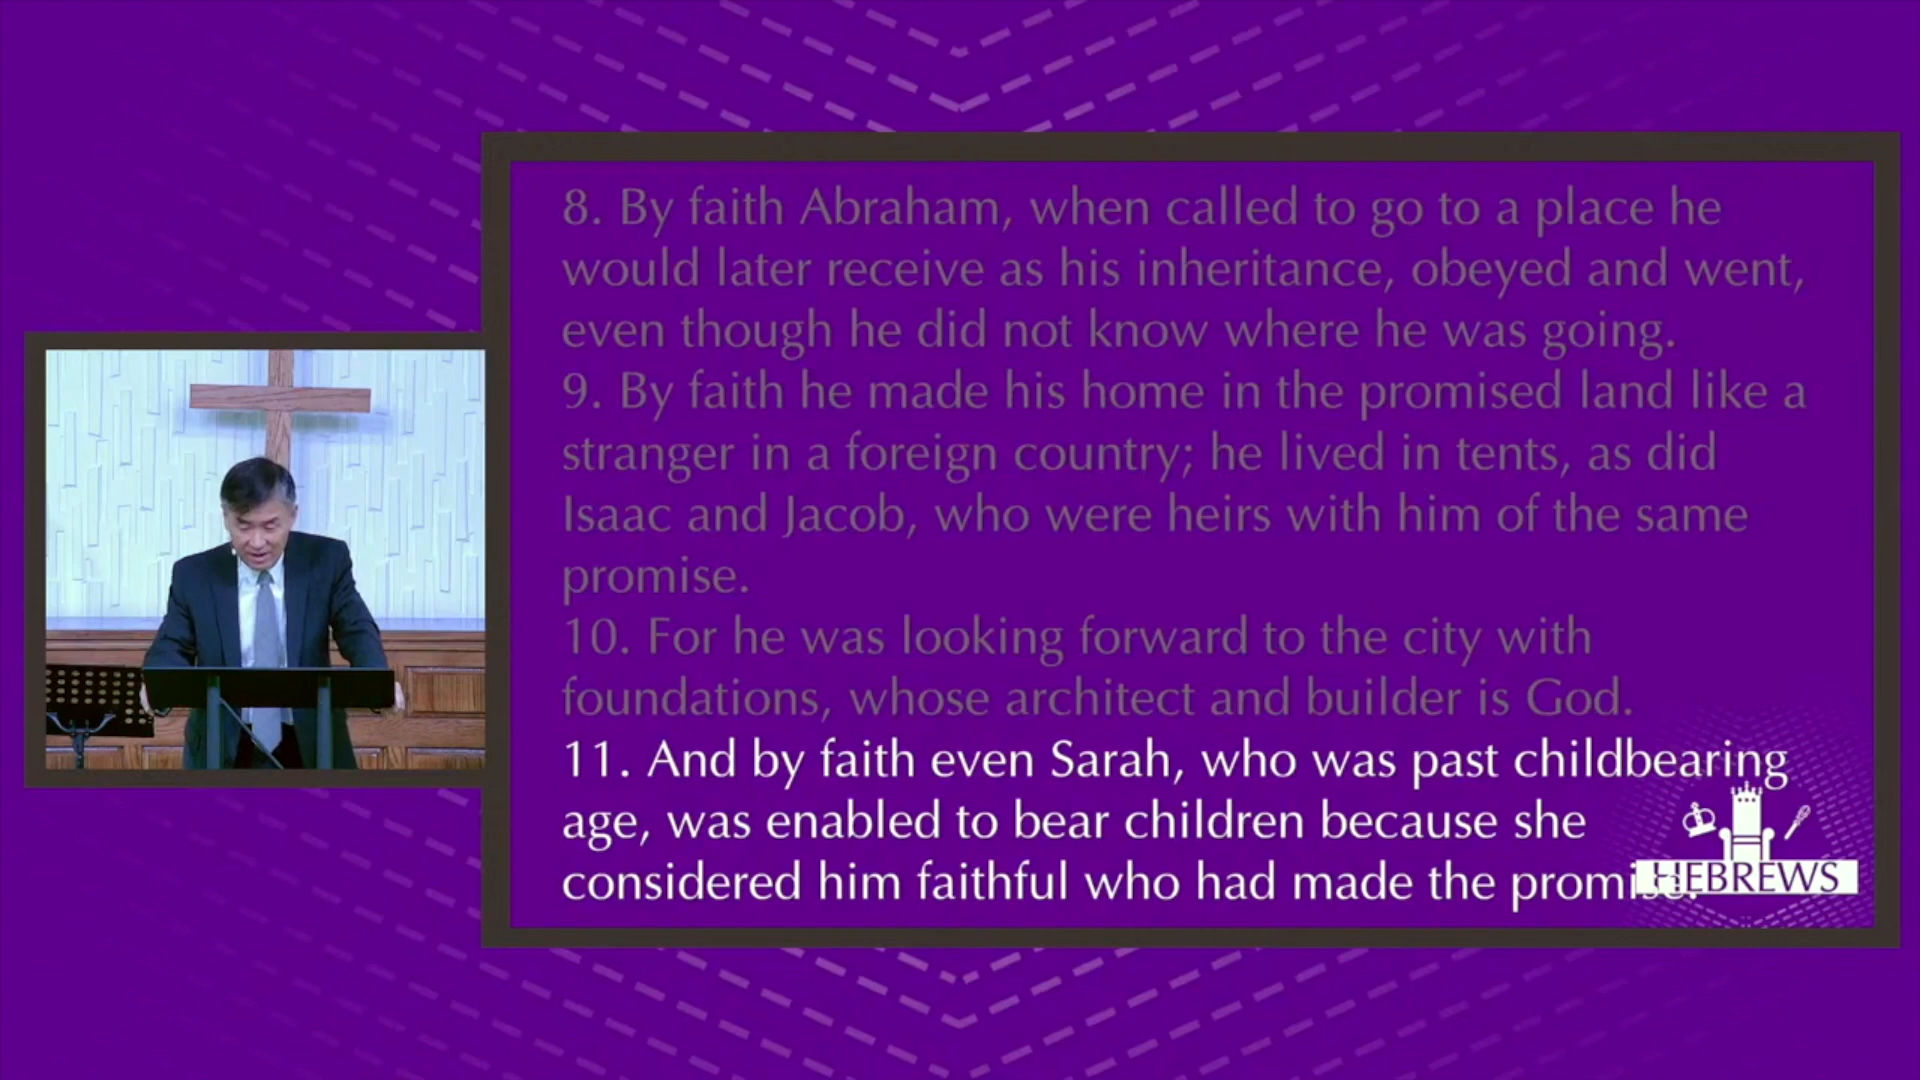 8. By faith Abraham, when called to go to a place he
would later receive as his inheritance, obeyed and went,
even though he did not know where he was going.
9. By faith he made his home in the promised land like a
stranger in a foreign country; he lived in tents, as did
Isaac and Jacob, who were heirs with him of the same
promise.
10. For he was looking forward to the city with
foundations, whose architect and builder is God.
11. And by faith even Sarah, who was past childbearing
age, was enabled to bear children because she
considered him faithful who had made the promise.
HEBREWS